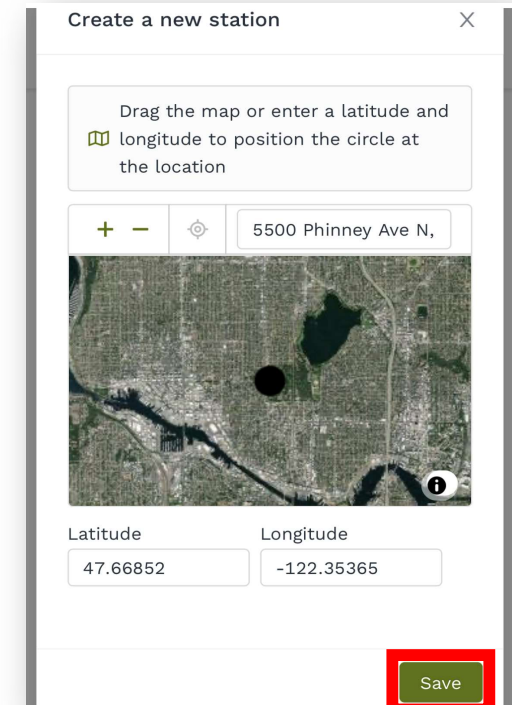 Create a new station
Drag the map or enter a latitude and
longitude to position the circle at
the location
5500 Phinney Ave N,
Latitude
Longitude
47.66852
-122.35365
Save